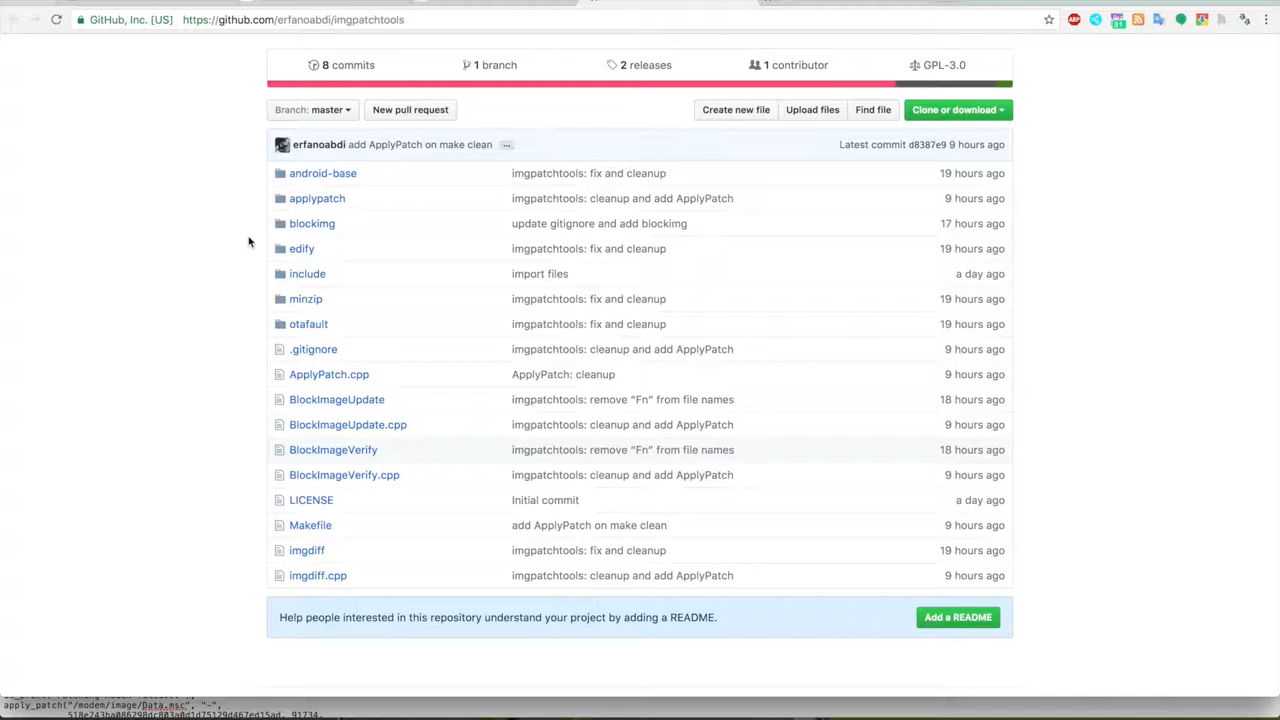 GitHub, Inc. [US] https://github.com/erfanoabdi/imgpatchtools
ABP
31
8 commits 1 branch 2 releases 1 contributor GPL-3.0
Branch: master New pull request Create new file Upload files Find file Clone or download
erfanoabdi add ApplyPatch on make clean ... Latest commit d8387e9 9 hours ago
android-base imgpatchtools: fix and cleanup 19 hours ago
applypatch imgpatchtools: cleanup and add ApplyPatch 9 hours ago
blockimg update gitignore and add blockimg 17 hours ago
edify imgpatchtools: fix and cleanup 19 hours ago
include import files a day ago
minzip imgpatchtools: fix and cleanup 19 hours ago
otafault imgpatchtools: fix and cleanup 19 hours ago
.gitignore imgpatchtools: cleanup and add ApplyPatch 9 hours ago
ApplyPatch.cpp ApplyPatch: cleanup 9 hours ago
BlockImageUpdate imgpatchtools: remove “Fn” from file names 18 hours ago
BlockImageUpdate.cpp imgpatchtools: cleanup and add ApplyPatch 9 hours ago
BlockImageVerify imgpatchtools: remove “Fn” from file names 18 hours ago
BlockImageVerify.cpp imgpatchtools: cleanup and add ApplyPatch 9 hours ago
LICENSE Initial commit a day ago
Makefile add ApplyPatch on make clean 9 hours ago
imgdiff imgpatchtools: fix and cleanup 19 hours ago
imgdiff.cpp imgpatchtools: cleanup and add ApplyPatch 9 hours ago
Help people interested in this repository understand your project by adding a README. Add a README
apply_patch("/modem/image/Data.msc", "-",
518e243ba086298dc803a0d1d75129d467ed15ad, 91734,